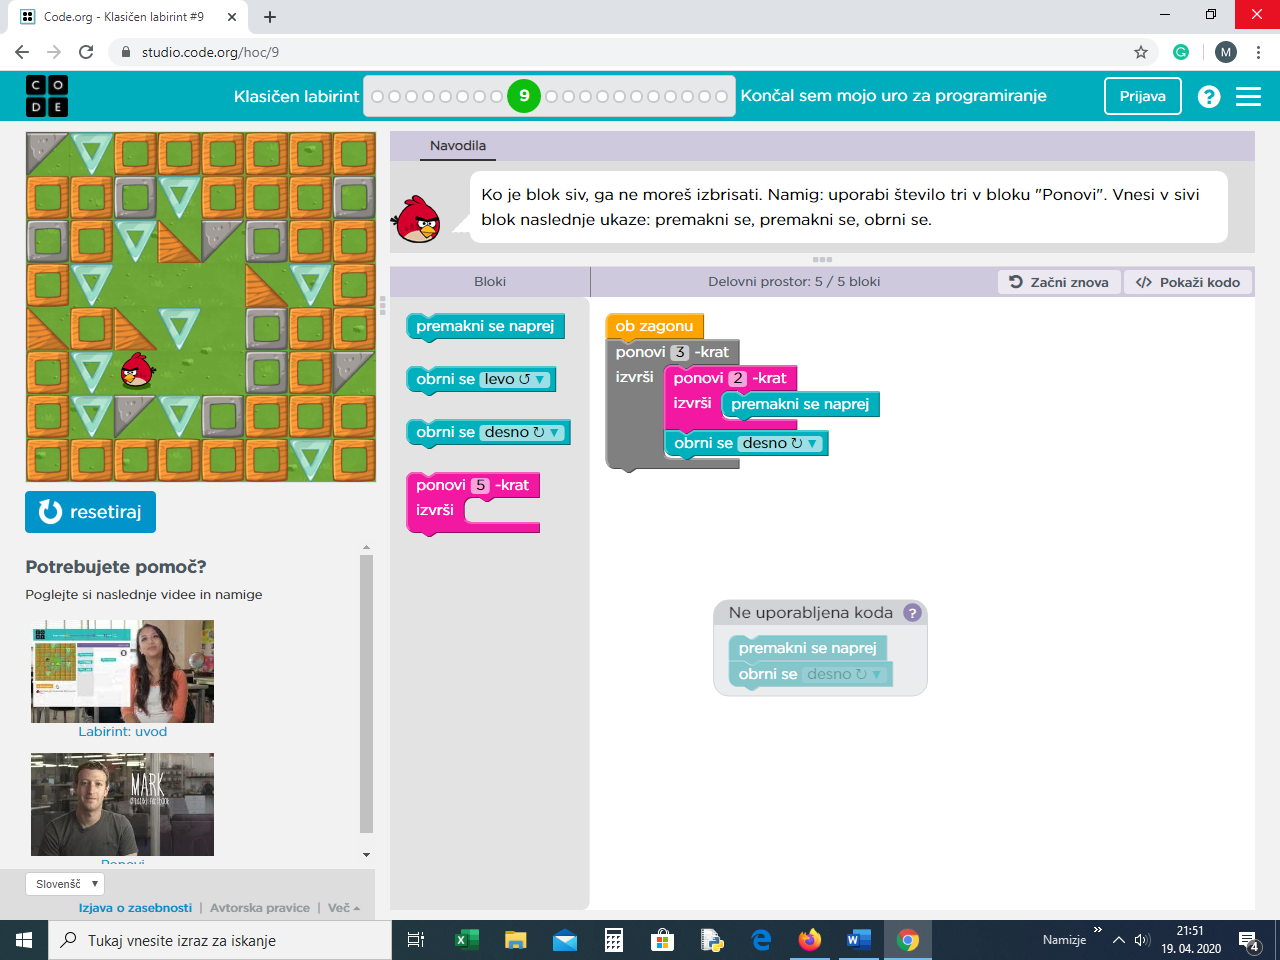 Code.org - Klasičen labirint #9
studio.code.org/hoc/9
M
C O
D E
Klasičen labirint
9
Končal sem mojo uro za programiranje
Prijava
?
Navodila
Ko je blok siv, ga ne moreš izbrisati. Namig: uporabi število tri v bloku "Ponovi". Vnesi v sivi
blok naslednje ukaze: premakni se, premakni se, obrni se.
Bloki
Delovni prostor: 5 / 5 bloki
Začni znova
</> Pokaži kodo
premakni se naprej
obrni se levo ↺ ▼
obrni se desno ↻ ▼
ponovi 5 -krat
izvrši
ob zagonu
ponovi 3 -krat
izvrši
ponovi 2 -krat
izvrši
premakni se naprej
obrni se desno ↻ ▼
Ne uporabljena koda ?
premakni se naprej
obrni se desno ↻ ▼
resetiraj
Potrebujete pomoč?
Poglejte si naslednje videe in namige
Labirint: uvod
MARK
Ponovi
Slovenšč
Izjava o zasebnosti | Avtorska pravice | Več
Tukaj vnesite izraz za iskanje
Namizje
21:51
19. 04. 2020
4